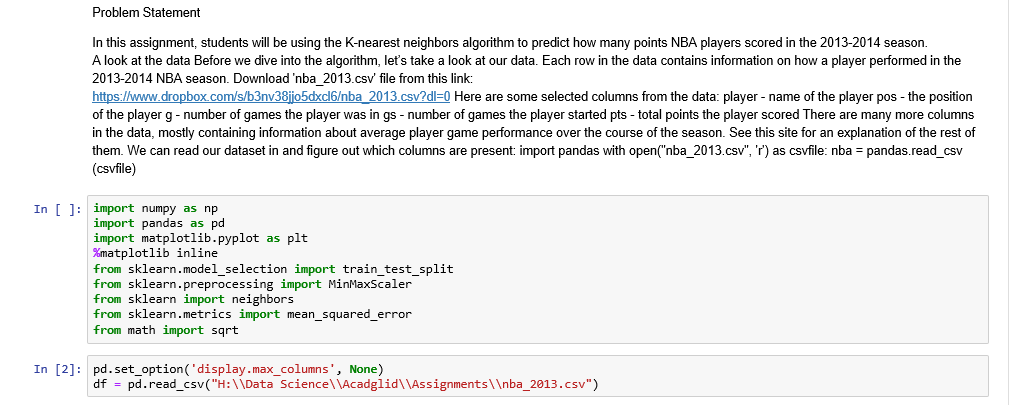 Problem Statement
In this assignment, students will be using the K-nearest neighbors algorithm to predict how many points NBA players scored in the 2013-2014 season.
A look at the data Before we dive into the algorithm, let's take a look at our data. Each row in the data contains information on how a player performed in the
2013-2014 NBA season. Download 'nba_2013.csv' file from this link:
https://www.dropbox.com/s/b3nv38jjo5dxcl6/nba_2013.csv?dl=0 Here are some selected columns from the data: player - name of the player pos - the position
of the player g - number of games the player was in gs - number of games the player started pts - total points the player scored There are many more columns
in the data, mostly containing information about average player game performance over the course of the season. See this site for an explanation of the rest of
them. We can read our dataset in and figure out which columns are present: import pandas with open("nba_2013.csv", 'r') as csvfile: nba = pandas.read_csv
(csvfile)
In [ ]: import numpy as np
import pandas as pd
import matplotlib.pyplot as plt
%matplotlib inline
from sklearn.model_selection import train_test_split
from sklearn.preprocessing import MinMaxScaler
from sklearn import neighbors
from sklearn.metrics import mean_squared_error
from math import sqrt
In [2]: pd.set_option('display.max_columns', None)
df = pd.read_csv("H:\\Data Science\\Acadglid\\Assignments\\nba_2013.csv")